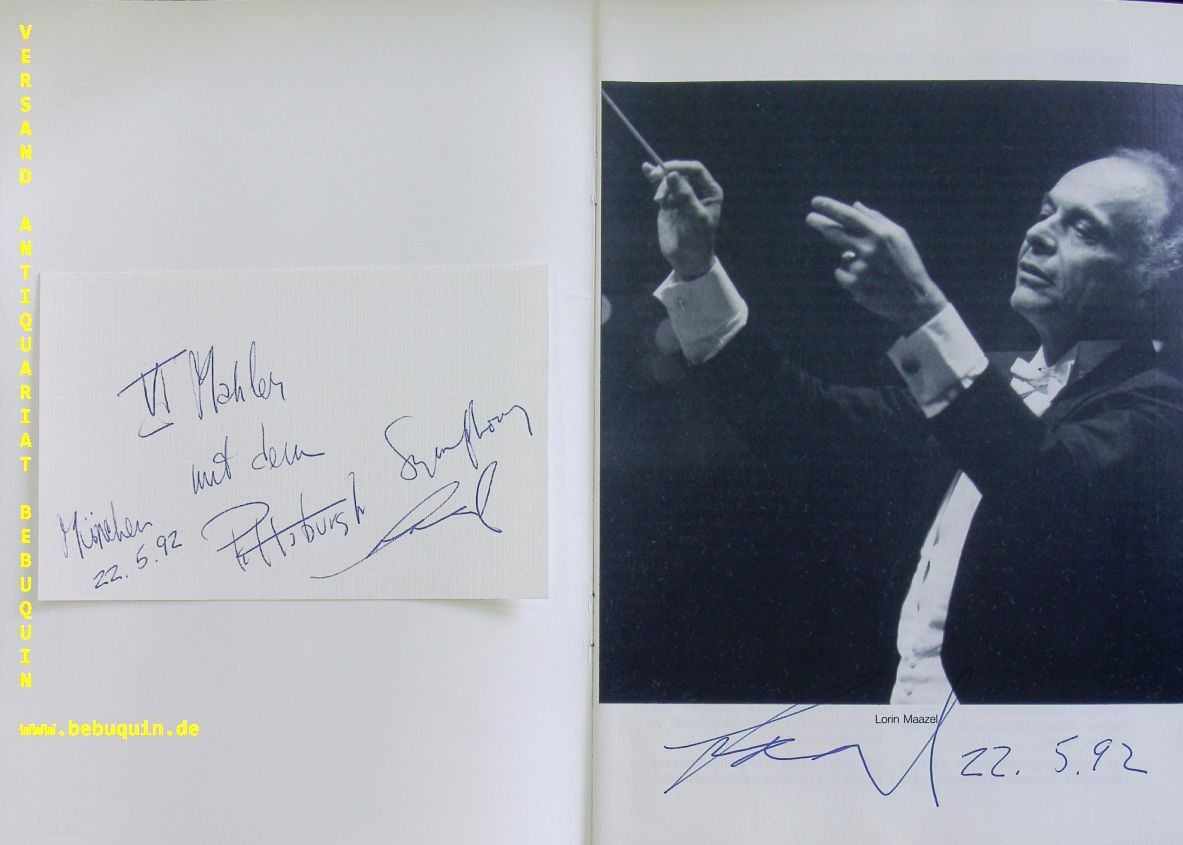 VERSAND ANTIQUARIAT BEBUQUIN
www.bebuquin.de
VI Mahler
mit dem
Pittsburgh Symphony
München
22.5.92
Lorin Maazel
22. 5.92